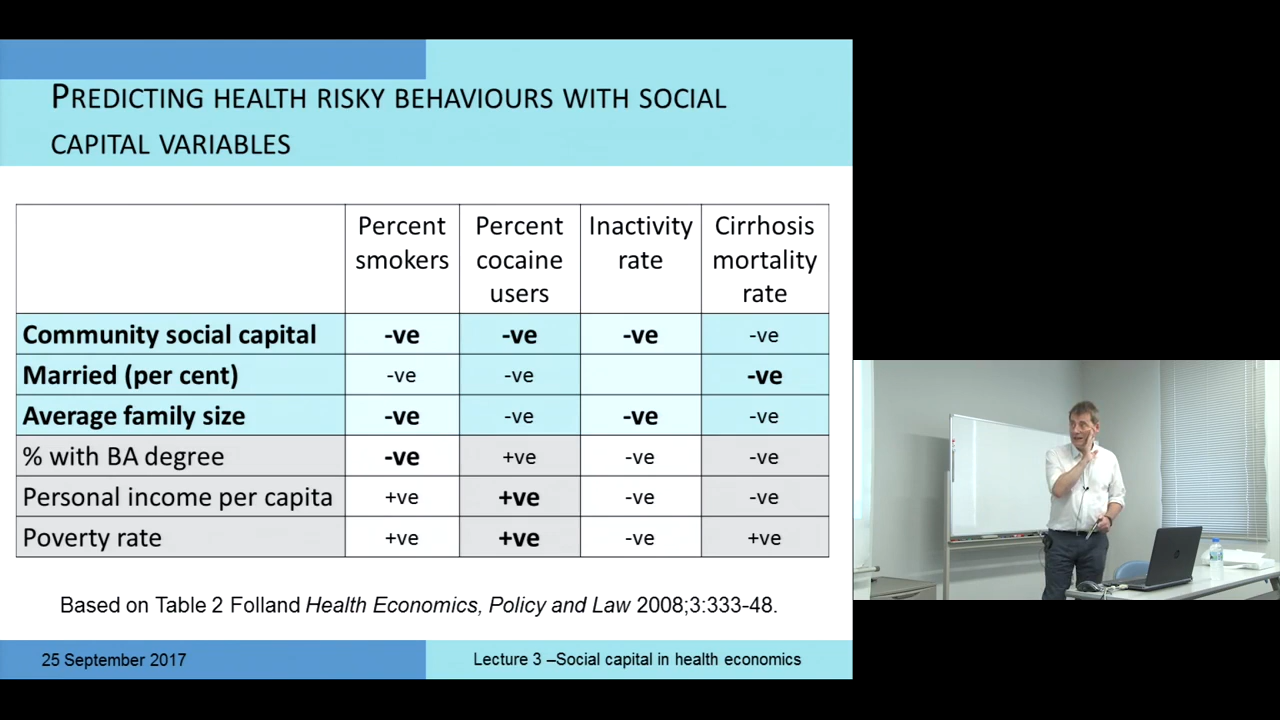 PREDICTING HEALTH RISKY BEHAVIOURS WITH SOCIAL
CAPITAL VARIABLES
Percent smokers Percent cocaine users Inactivity rate Cirrhosis mortality rate
Community social capital -ve -ve -ve -ve
Married (per cent) -ve -ve -ve
Average family size -ve -ve -ve -ve
% with BA degree -ve +ve -ve -ve
Personal income per capita +ve +ve -ve -ve
Poverty rate +ve +ve -ve +ve
Based on Table 2 Folland Health Economics, Policy and Law 2008;3:333-48.
25 September 2017 Lecture 3 –Social capital in health economics